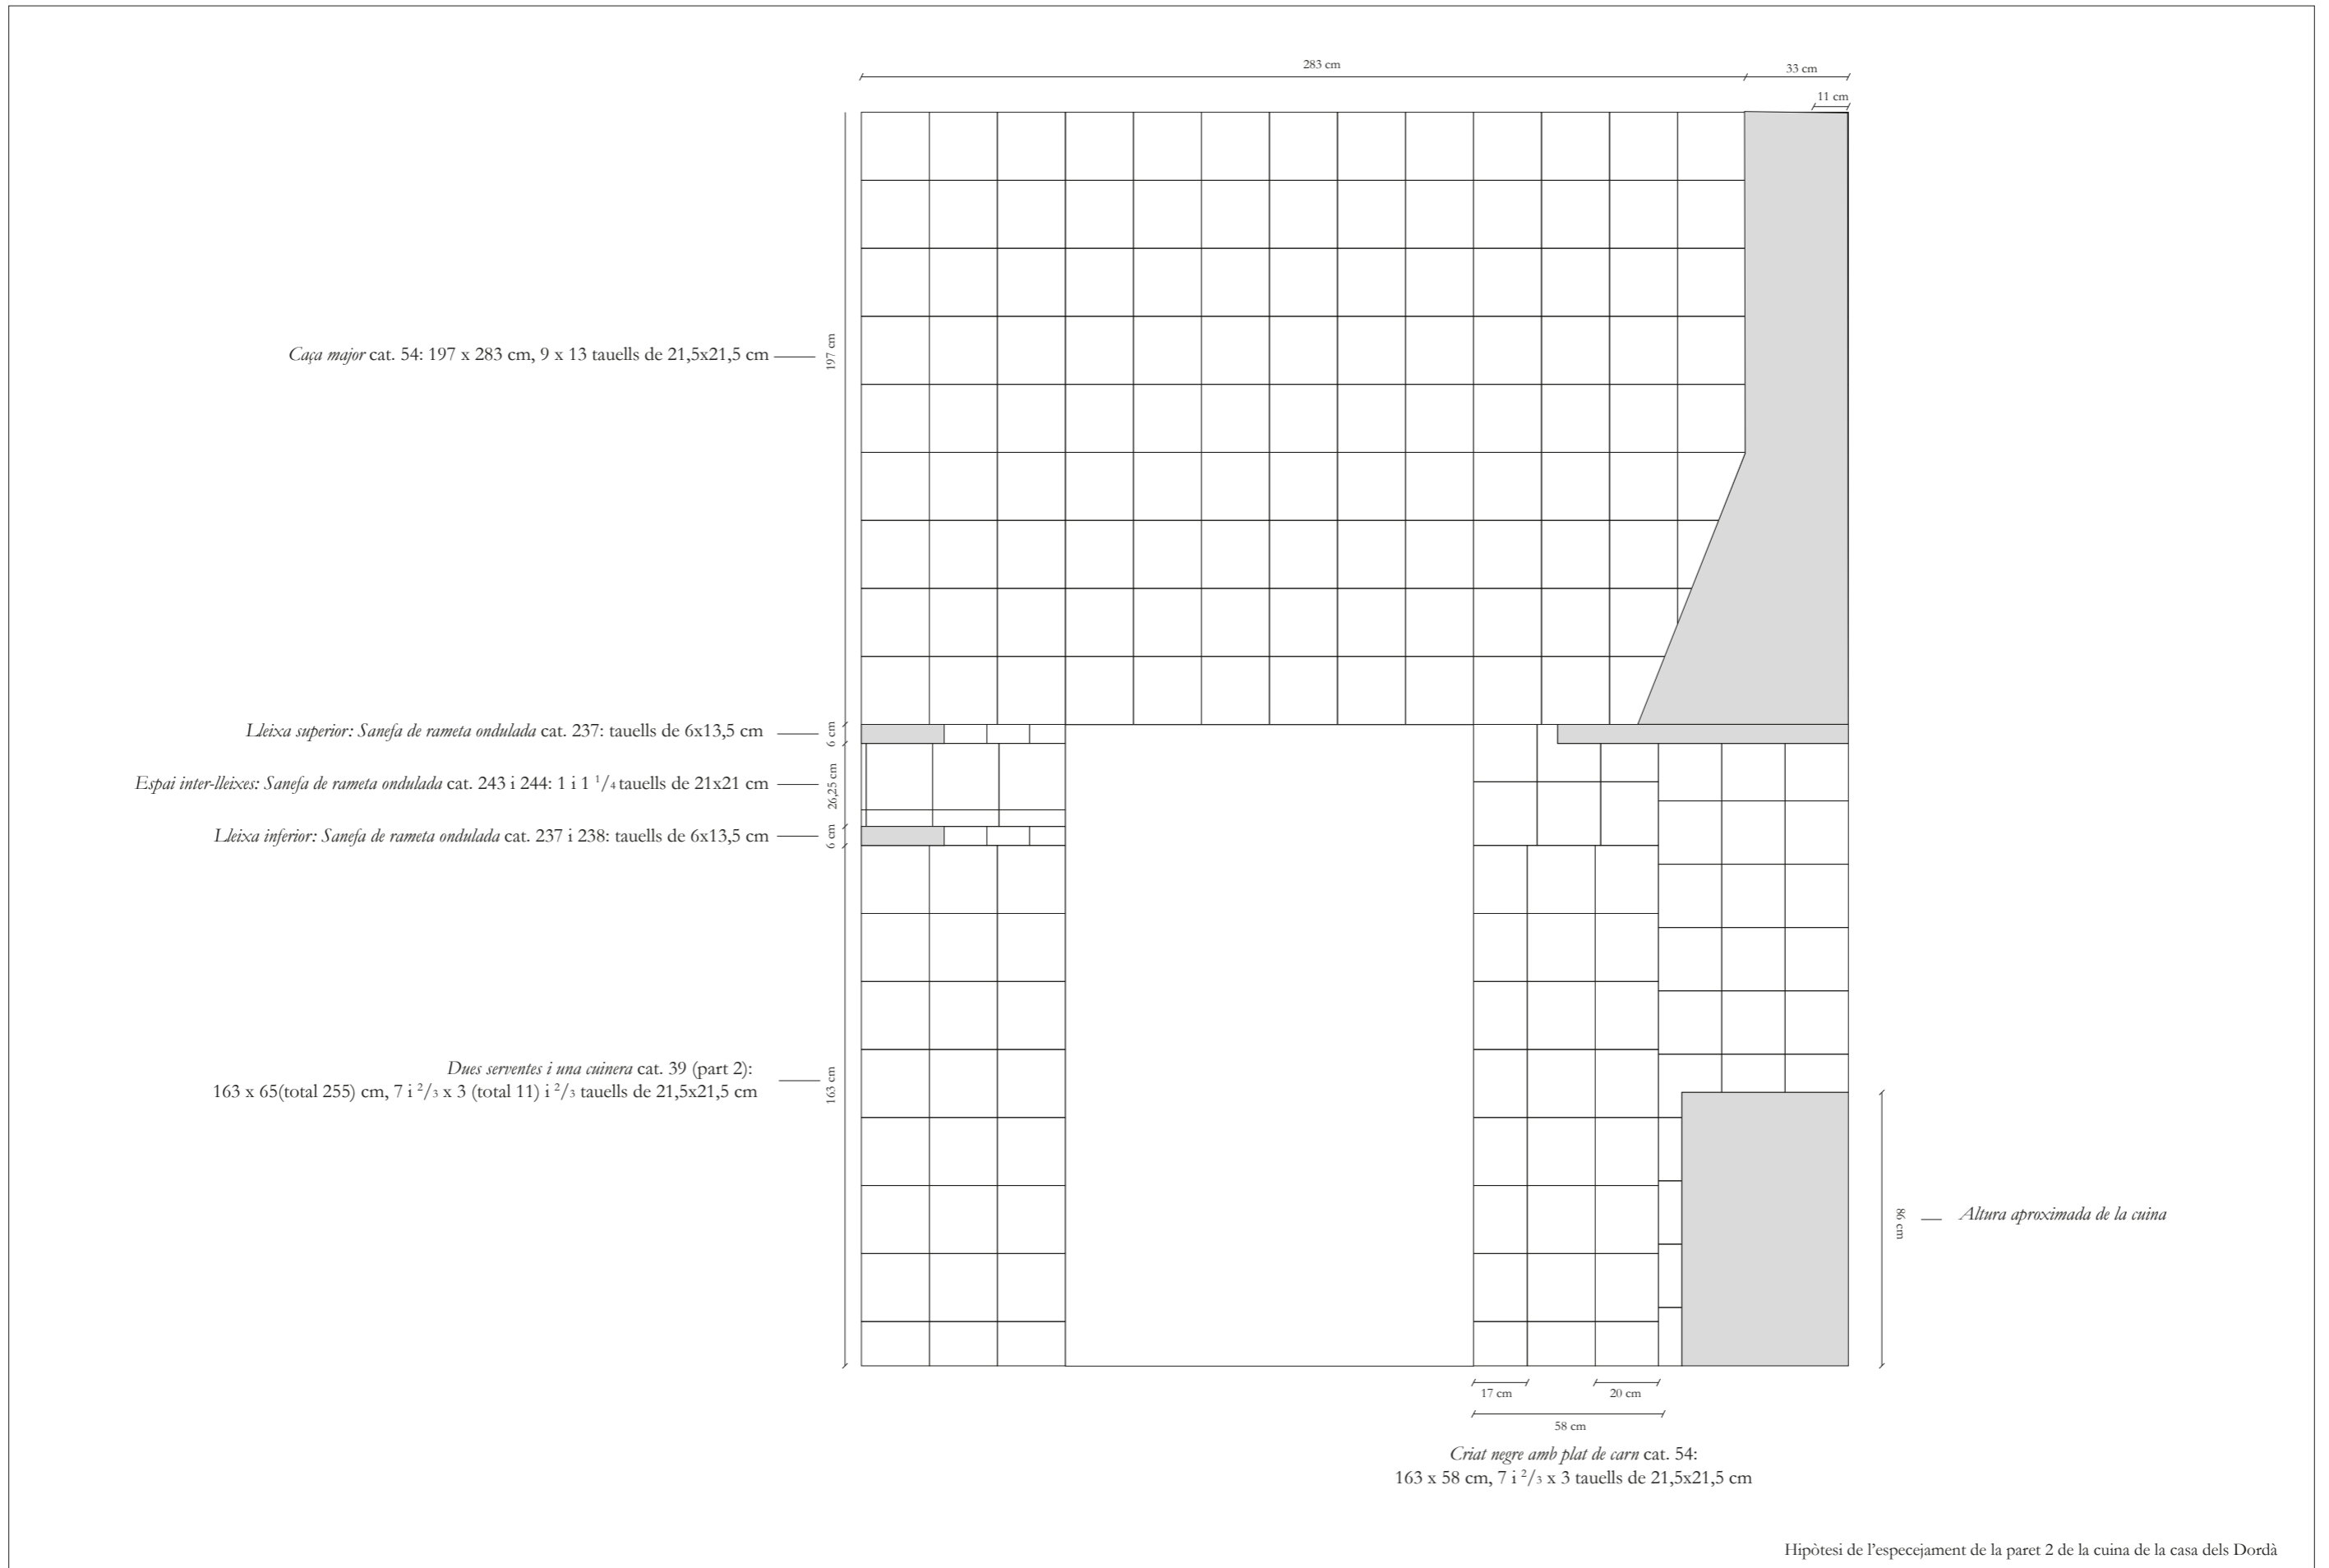 283 cm
33 cm
11 cm
197 cm
Caça major cat. 54: 197 x 283 cm, 9 x 13 tauells de 21,5x21,5 cm
Lleixa superior: Sanefa de rameta ondulada cat. 237: tauells de 6x13,5 cm
6 cm
Espai inter-lleixes: Sanefa de rameta ondulada cat. 243 i 244: 1 i 1 1/4 tauells de 21x21 cm
26,25 cm
Lleixa inferior: Sanefa de rameta ondulada cat. 237 i 238: tauells de 6x13,5 cm
6 cm
Dues serventes i una cuinera cat. 39 (part 2):
163 x 65(total 255) cm, 7 i 2/3 x 3 (total 11) i 2/3 tauells de 21,5x21,5 cm
163 cm
86 cm
Altura aproximada de la cuina
17 cm
20 cm
58 cm
Criat negre amb plat de carn cat. 54:
163 x 58 cm, 7 i 2/3 x 3 tauells de 21,5x21,5 cm
Hipòtesi de l'especejament de la paret 2 de la cuina de la casa dels Dordà